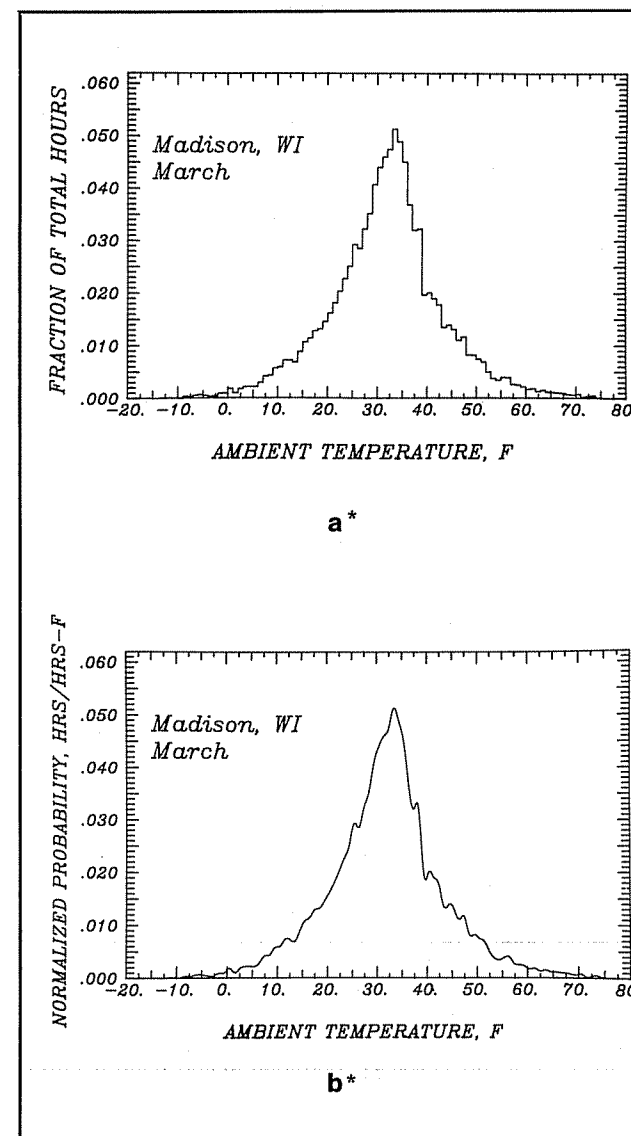 .060
.050
.040
.030
.020
.010
.000
FRACTION OF TOTAL HOURS
Madison, WI
March
-20. -10. 0. 10. 20. 30. 40. 50. 60. 70. 80
AMBIENT TEMPERATURE, F
a*
.060
.050
.040
.030
.020
.010
.000
NORMALIZED PROBABILITY, HRS/HRS-F
Madison, WI
March
-20. -10. 0. 10. 20. 30. 40. 50. 60. 70. 80
AMBIENT TEMPERATURE, F
b*